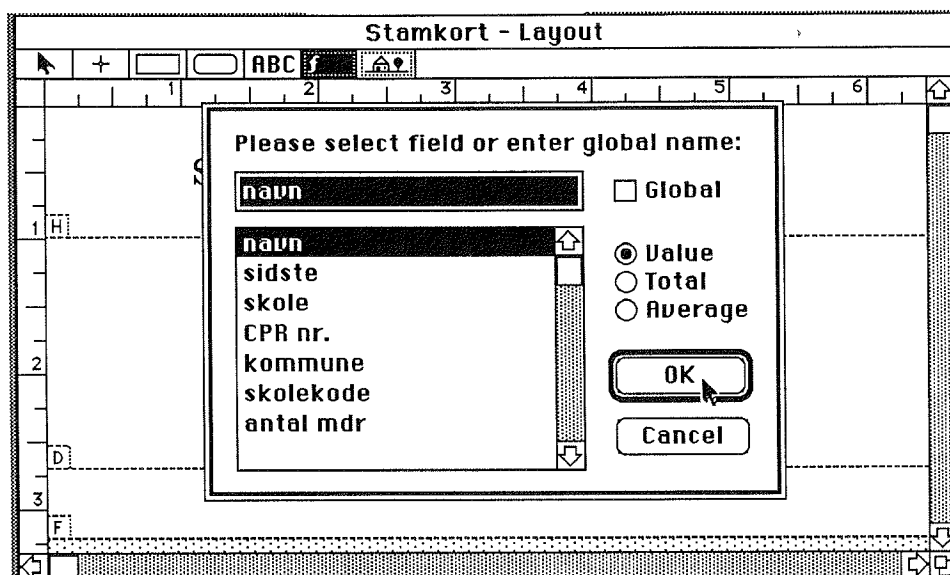 Stamkort - Layout
ABC f
1 2 3 4 5 6
Please select field or enter global name:
navn
Global
navn
sidste
skole
CPR nr.
kommune
skolekode
antal mdr
Value
Total
Average
OK
Cancel
1 H
2
D
3
F